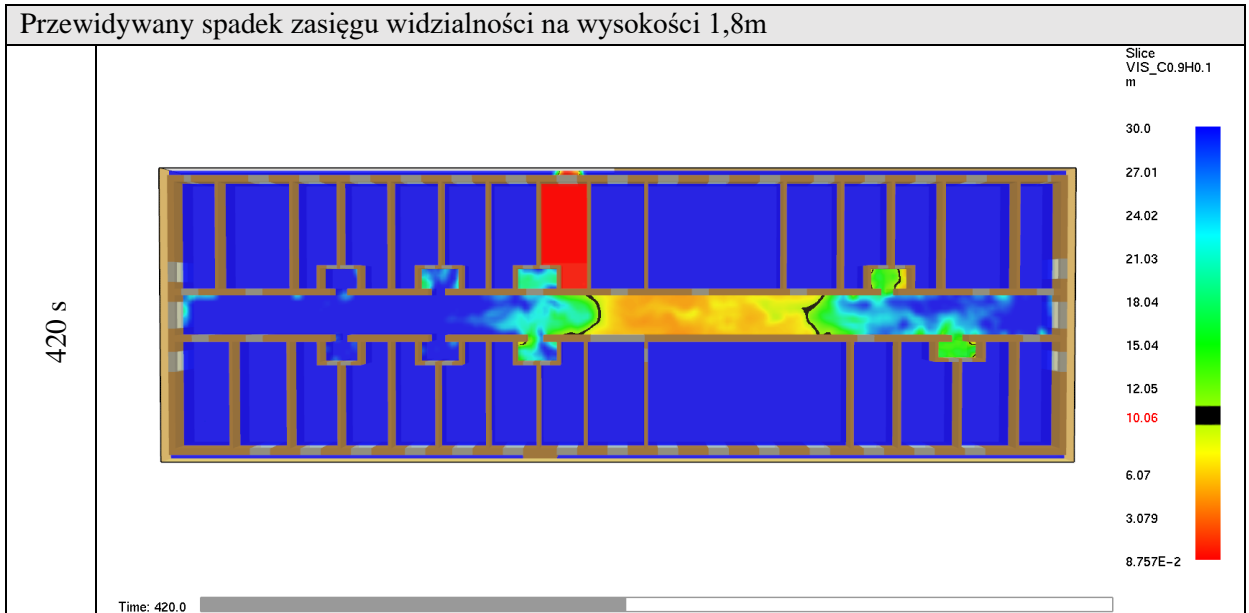 Przewidywany spadek zasięgu widzialności na wysokości 1,8m
420 s
Slice
VIS_C0.9H0.1
m
30.0
27.01
24.02
21.03
18.04
15.04
12.05
10.06
6.07
3.079
8.757E-2
Time: 420.0